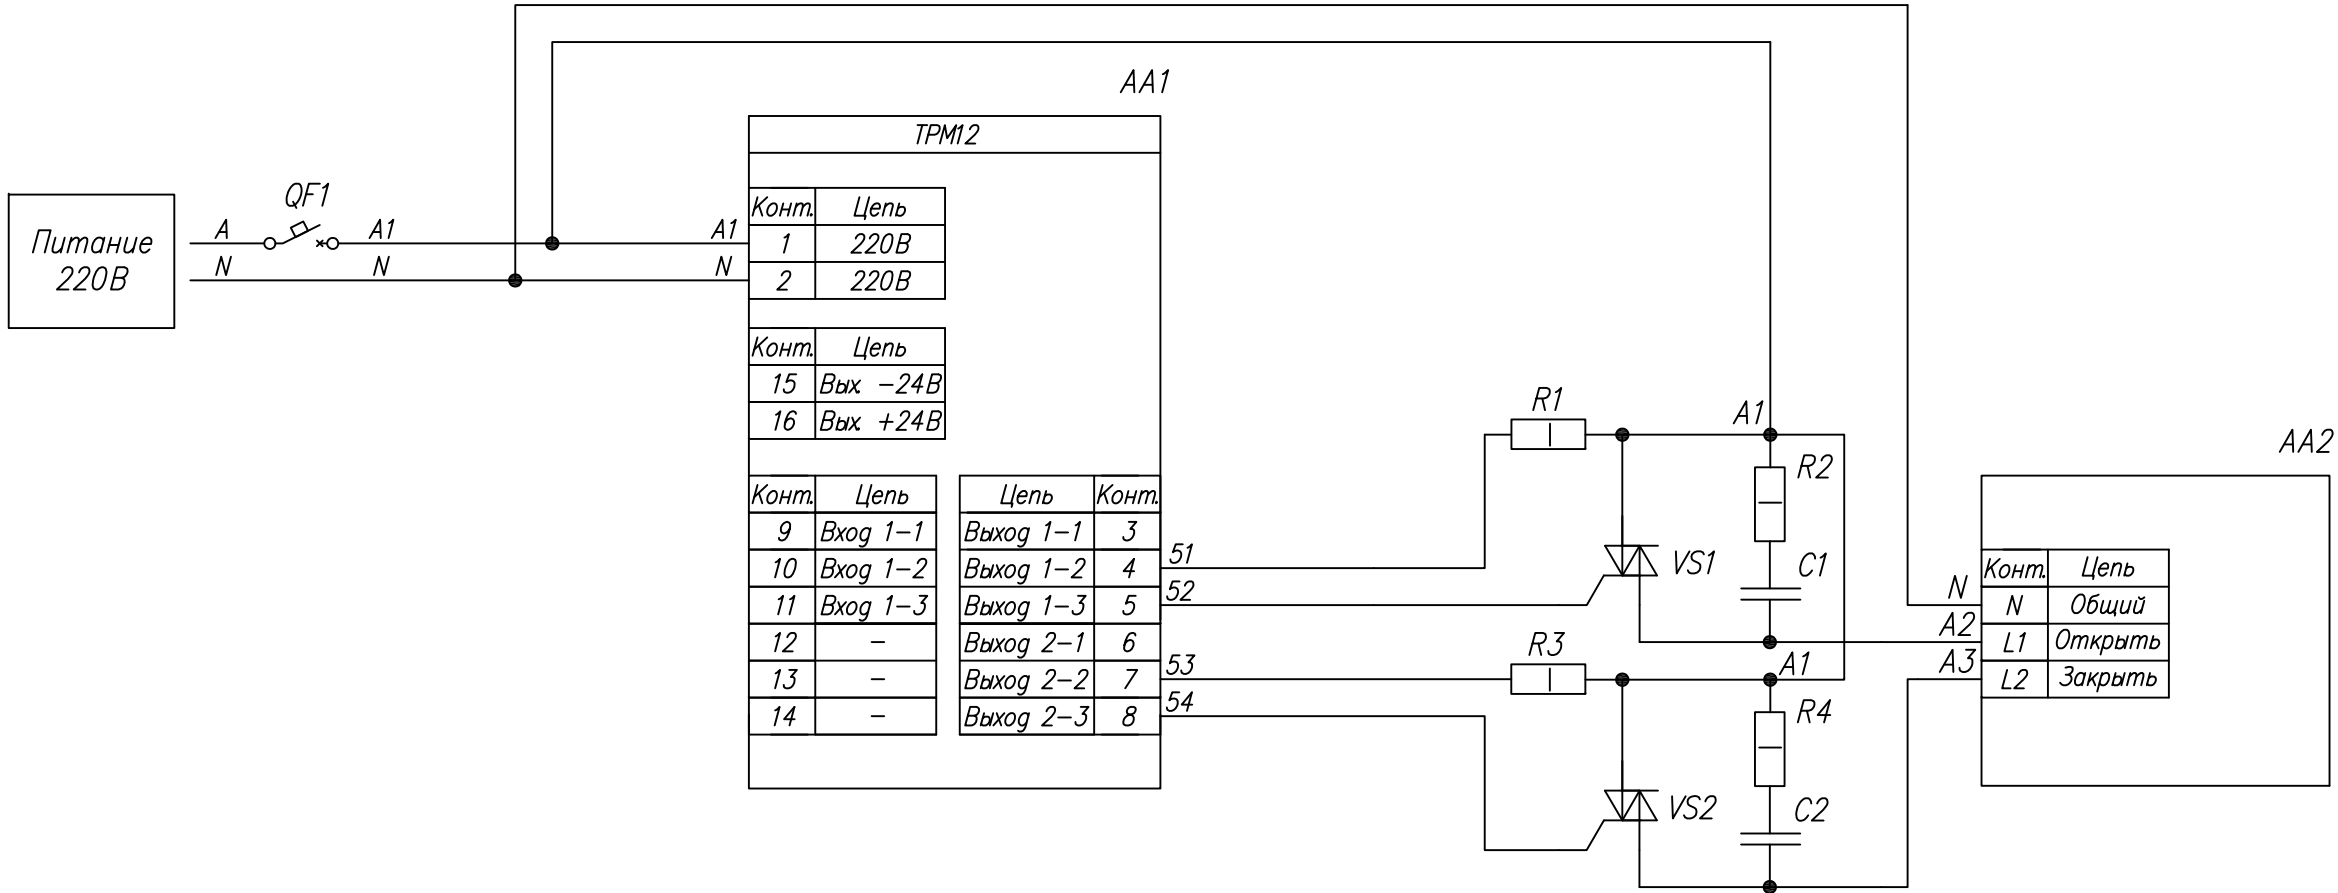 AA1
ТРМ12
Питание
220В
QF1
A
A1
A1
N
N
N
Конт. Цепь
1 220В
2 220В
Конт. Цепь
15 Вых. -24В
16 Вых. +24В
Конт. Цепь
9 Вход 1-1
10 Вход 1-2
11 Вход 1-3
12 -
13 -
14 -
Цепь Конт.
Выход 1-1 3
Выход 1-2 4
Выход 1-3 5
Выход 2-1 6
Выход 2-2 7
Выход 2-3 8
51
52
53
54
R1
A1
R2
VS1
C1
R3
A1
R4
VS2
C2
AA2
N
A2
A3
Конт. Цепь
N Общий
L1 Открыть
L2 Закрыть